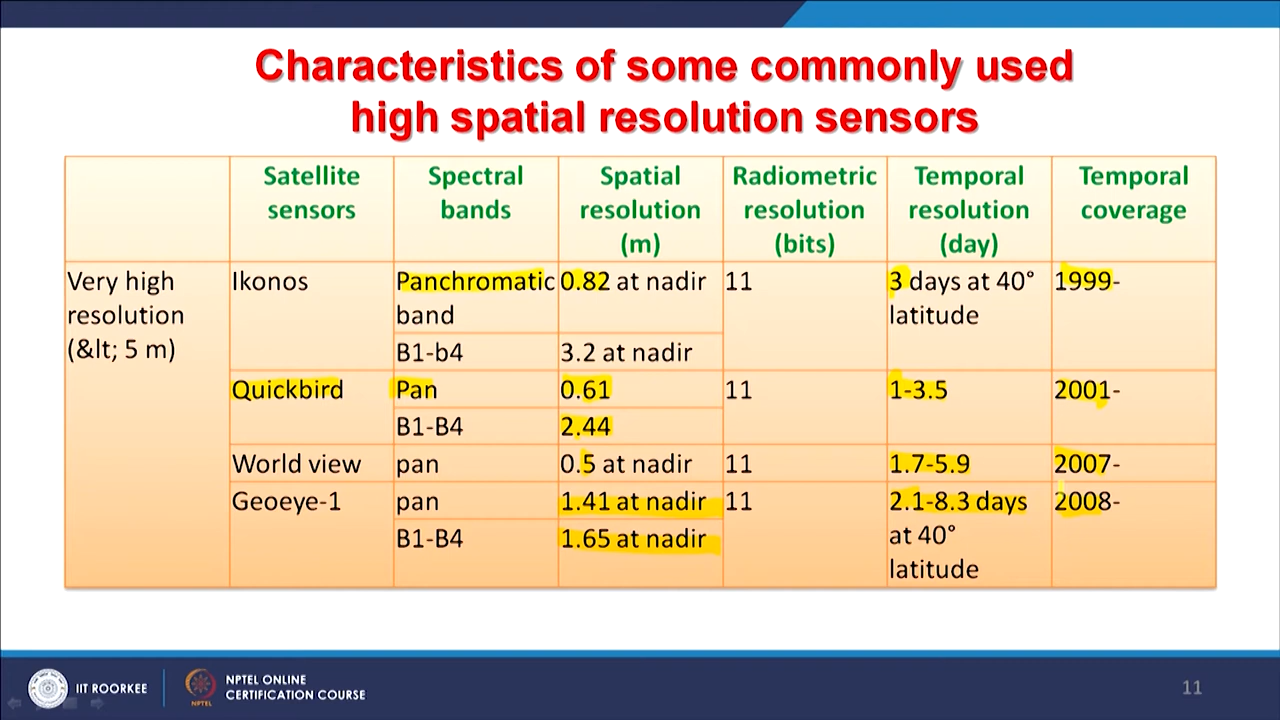 Characteristics of some commonly used
high spatial resolution sensors
Satellite sensors
Spectral bands
Spatial resolution (m)
Radiometric resolution (bits)
Temporal resolution (day)
Temporal coverage
Very high resolution (&lt; 5 m)
Ikonos
Panchromatic band
0.82 at nadir
11
3 days at 40° latitude
1999-
B1-b4
3.2 at nadir
Quickbird
Pan
0.61
11
1-3.5
2001-
B1-B4
2.44
World view
pan
0.5 at nadir
11
1.7-5.9
2007-
Geoeye-1
pan
1.41 at nadir
11
2.1-8.3 days at 40° latitude
2008-
B1-B4
1.65 at nadir
IIT ROORKEE
NPTEL
NPTEL ONLINE
CERTIFICATION COURSE
11